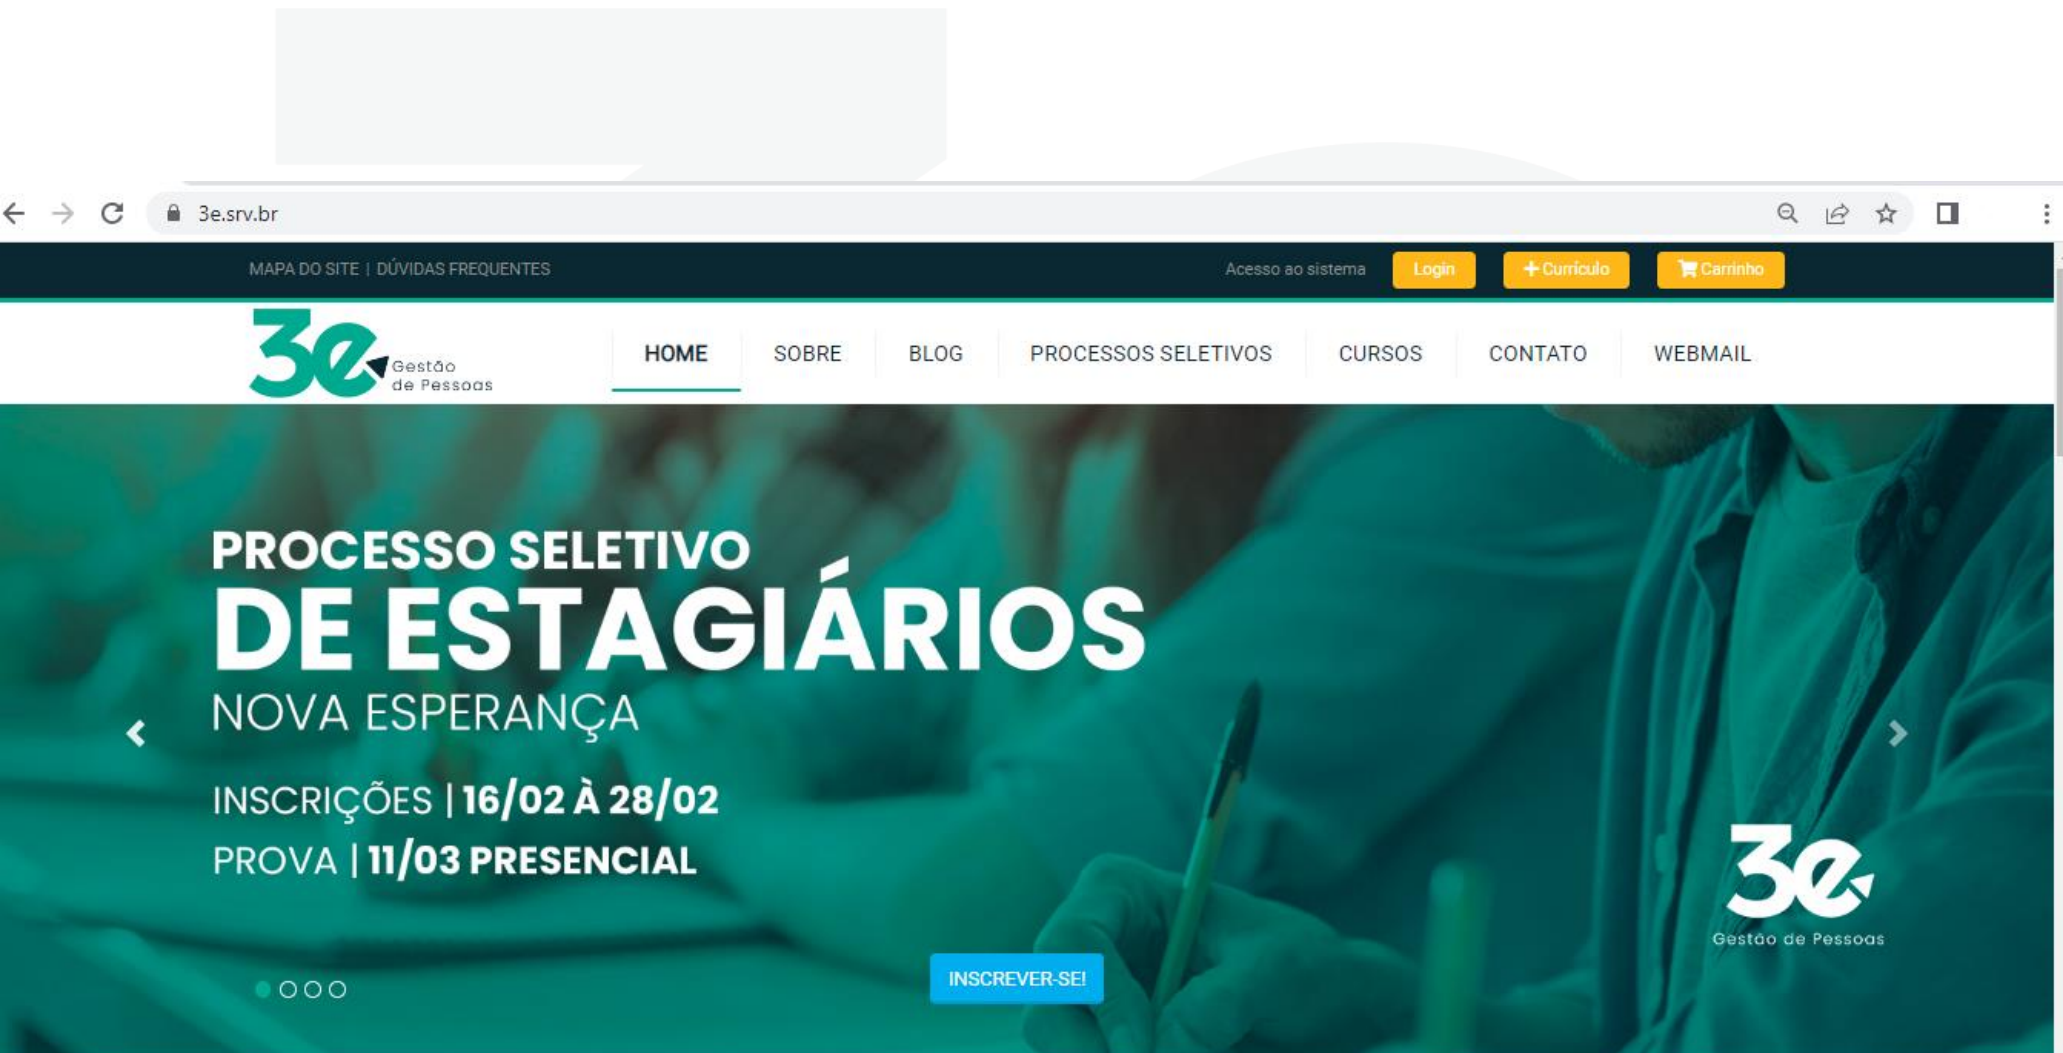 3e.srv.br
MAPA DO SITE | DÚVIDAS FREQUENTES
Acesso ao sistema
Login
Currículo
Carrinho
3e Gestão
de Pessoas
HOME
SOBRE
BLOG
PROCESSOS SELETIVOS
CURSOS
CONTATO
WEBMAIL
PROCESSO SELETIVO
DE ESTAGIÁRIOS
NOVA ESPERANÇA
INSCRIÇÕES | 16/02 À 28/02
PROVA | 11/03 PRESENCIAL
3e
Gestão de Pessoas
INSCREVER-SE!